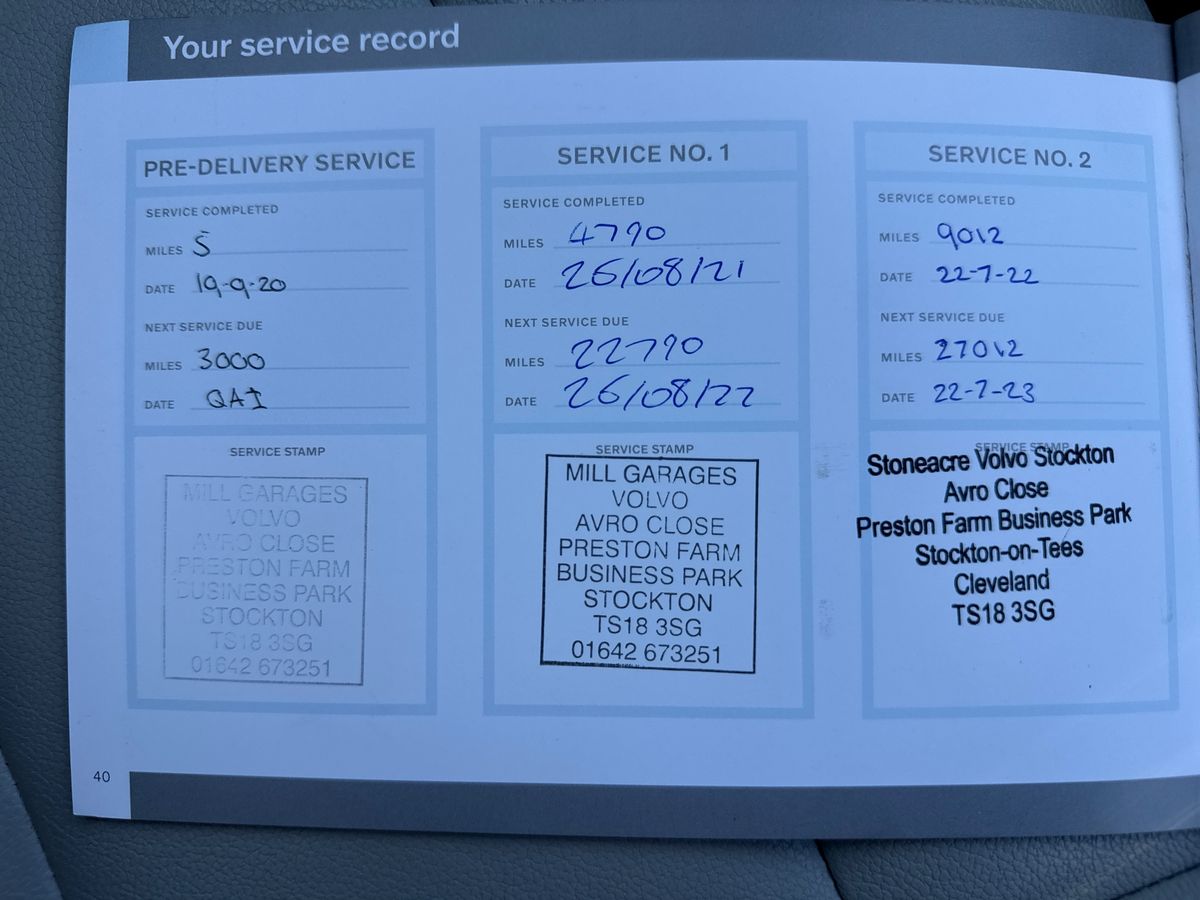 Your service record
PRE-DELIVERY SERVICE
SERVICE COMPLETED
MILES 5
DATE 19-9-20
NEXT SERVICE DUE
MILES 3000
DATE QAI
SERVICE STAMP
MILL GARAGES
VOLVO
AVRO CLOSE
PRESTON FARM
BUSINESS PARK
STOCKTON
TS18 3SG
01642 673251
SERVICE NO. 1
SERVICE COMPLETED
MILES 4790
DATE 26/08/21
NEXT SERVICE DUE
MILES 22790
DATE 26/08/22
SERVICE STAMP
MILL GARAGES
VOLVO
AVRO CLOSE
PRESTON FARM
BUSINESS PARK
STOCKTON
TS18 3SG
01642 673251
SERVICE NO. 2
SERVICE COMPLETED
MILES 9012
DATE 22-7-22
NEXT SERVICE DUE
MILES 27012
DATE 22-7-23
SERVICE STAMP
Stoneacre Volvo Stockton
Avro Close
Preston Farm Business Park
Stockton-on-Tees
Cleveland
TS18 3SG
40